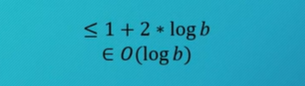 ≤ 1 + 2 * log b
∈ O(log b)